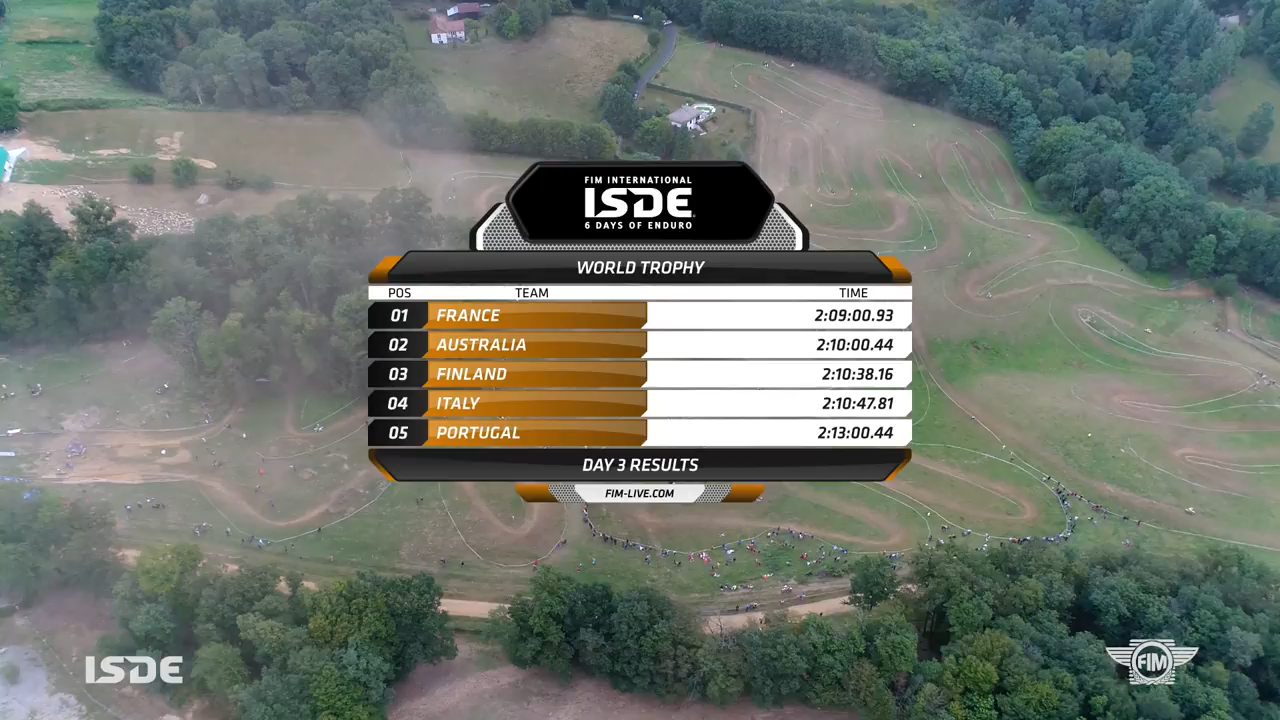 FIM INTERNATIONAL
ISDE
6 DAYS OF ENDURO
WORLD TROPHY
POS TEAM TIME
01 FRANCE 2:09:00.93
02 AUSTRALIA 2:10:00.44
03 FINLAND 2:10:38.16
04 ITALY 2:10:47.81
05 PORTUGAL 2:13:00.44
DAY 3 RESULTS
FIM-LIVE.COM
ISDE
FIM